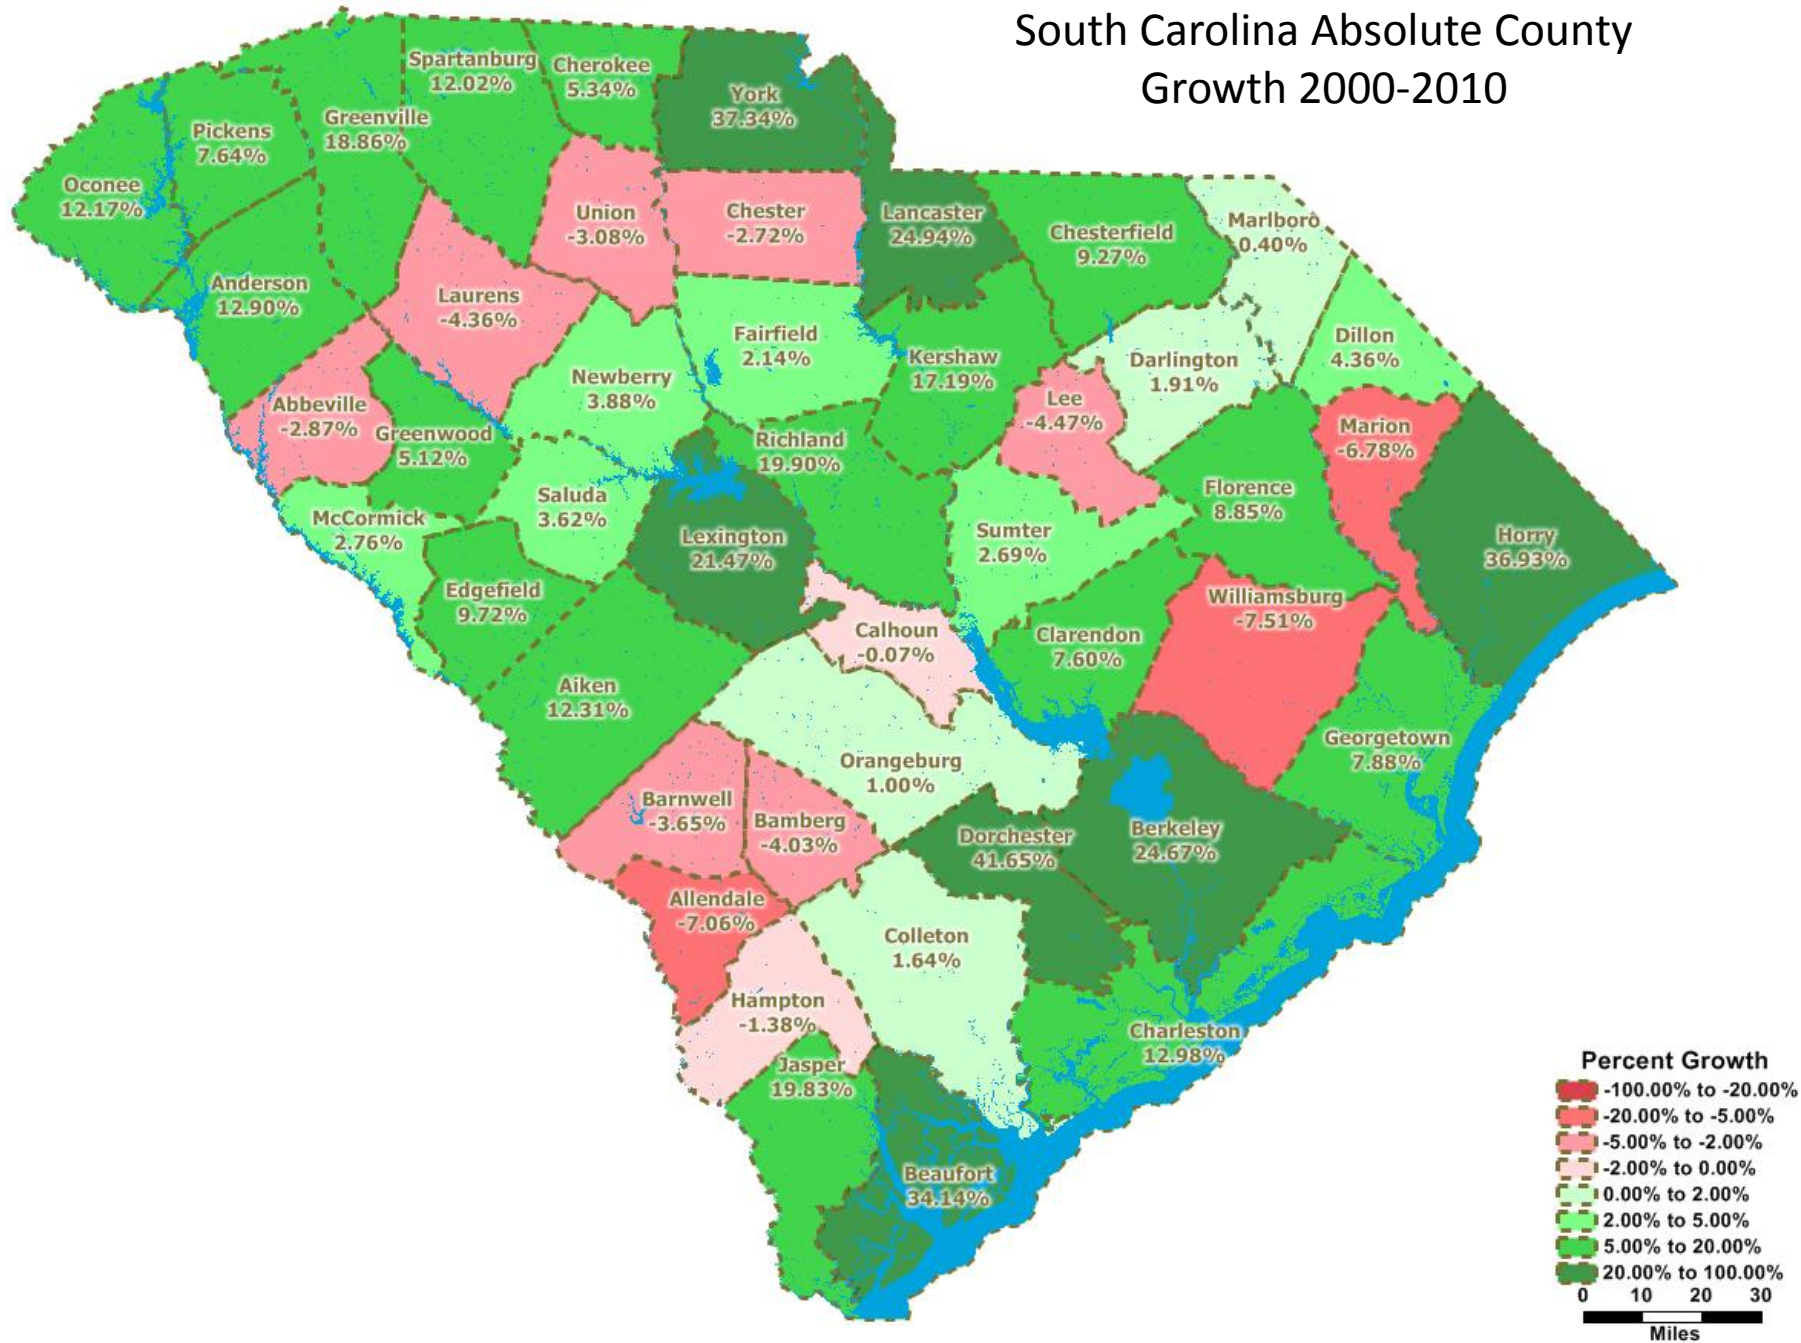 South Carolina Absolute County
Growth 2000-2010
Spartanburg
12.02%
Cherokee
5.34%
York
37.34%
Greenville
18.86%
Pickens
7.64%
Oconee
12.17%
Union
-3.08%
Chester
-2.72%
Lancaster
24.94%
Chesterfield
9.27%
Marlboro
0.40%
Anderson
12.90%
Laurens
-4.36%
Fairfield
2.14%
Kershaw
17.19%
Darlington
1.91%
Dillon
4.36%
Newberry
3.88%
Abbeville
-2.87%
Greenwood
5.12%
Richland
19.90%
Lee
-4.47%
Marion
-6.78%
Saluda
3.62%
McCormick
2.76%
Lexington
21.47%
Sumter
2.69%
Florence
8.85%
Horry
36.93%
Edgefield
9.72%
Calhoun
-0.07%
Clarendon
7.60%
Williamsburg
-7.51%
Aiken
12.31%
Orangeburg
1.00%
Georgetown
7.88%
Barnwell
-3.65%
Bamberg
-4.03%
Dorchester
41.65%
Berkeley
24.67%
Allendale
-7.06%
Colleton
1.64%
Hampton
-1.38%
Jasper
19.83%
Charleston
12.98%
Beaufort
34.14%
Percent Growth
-100.00% to -20.00%
-20.00% to -5.00%
-5.00% to -2.00%
-2.00% to 0.00%
0.00% to 2.00%
2.00% to 5.00%
5.00% to 20.00%
20.00% to 100.00%
0 10 20 30
Miles